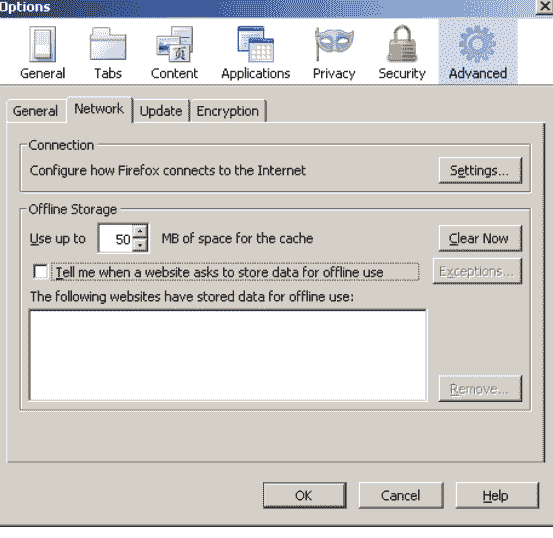 Options
General Tabs Content Applications Privacy Security Advanced
General Network Update Encryption
Connection
Configure how Firefox connects to the Internet Settings...
Offline Storage
Use up to 50 MB of space for the cache Clear Now
Tell me when a website asks to store data for offline use Exceptions...
The following websites have stored data for offline use:
Remove...
OK Cancel Help